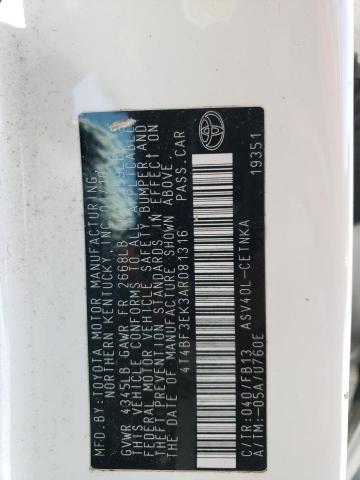 MFD. BY: TOYOTA MOTOR MANUFACTURING,
NORTHERN KENTUCKY, INC.
GVWR 4345LB GAWR FR 2668LB
THIS VEHICLE CONFORMS TO ALL APPLICABLE
FEDERAL MOTOR VEHICLE SAFETY, BUMPER AND
THEFT PREVENTION STANDARDS IN EFFECT ON
THE DATE OF MANUFACTURE SHOWN ABOVE.
4T4BF3EK3AR081316 PASS. CAR
C/TR: 040/FB13 ASV40L-CETNKA
A/TM: -05A/U760E 19351